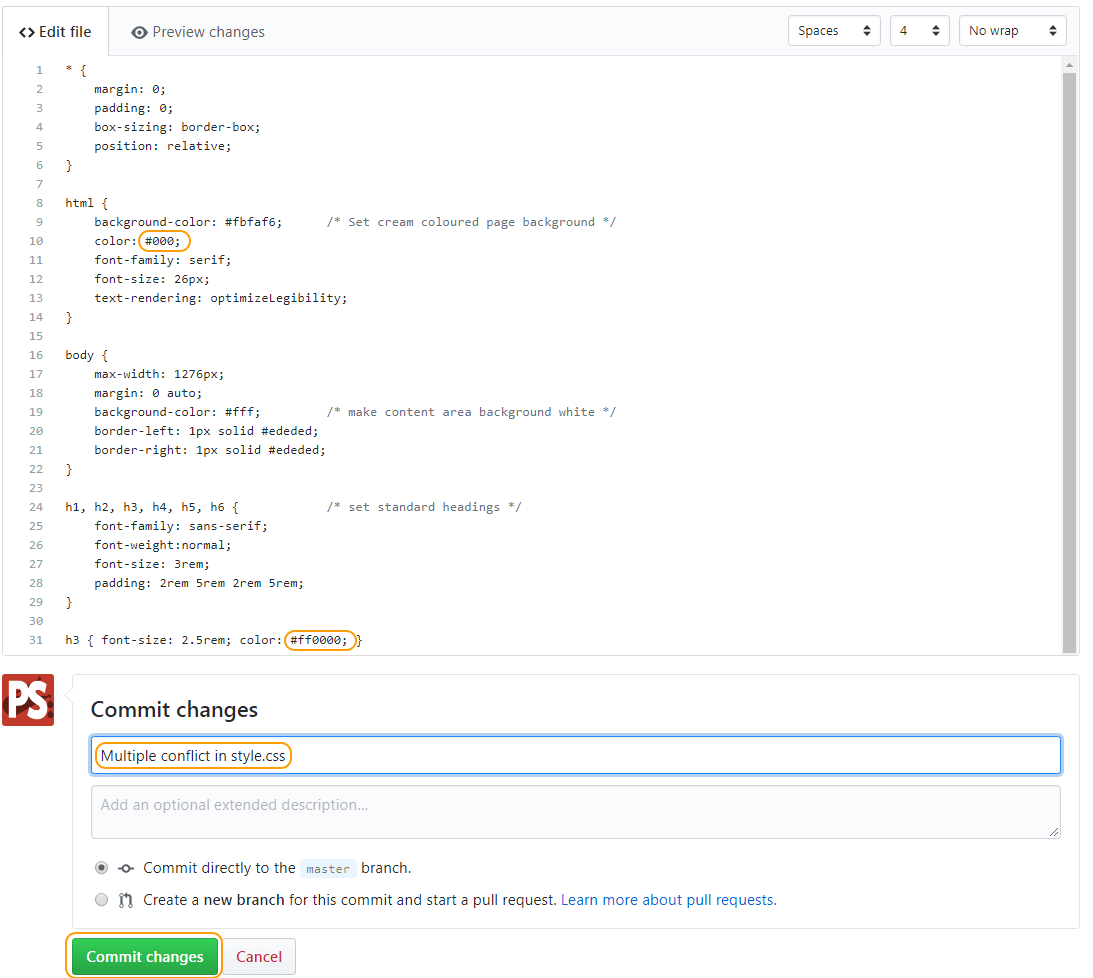 Edit file Preview changes Spaces 4 No wrap
1 * {
2     margin: 0;
3     padding: 0;
4     box-sizing: border-box;
5     position: relative;
6 }
7
8 html {
9     background-color: #fbfaf6;      /* Set cream coloured page background */
10     color: #000;
11     font-family: serif;
12     font-size: 26px;
13     text-rendering: optimizeLegibility;
14 }
15
16 body {
17     max-width: 1276px;
18     margin: 0 auto;
19     background-color: #fff;         /* make content area background white */
20     border-left: 1px solid #ededed;
21     border-right: 1px solid #ededed;
22 }
23
24 h1, h2, h3, h4, h5, h6 {            /* set standard headings */
25     font-family: sans-serif;
26     font-weight:normal;
27     font-size: 3rem;
28     padding: 2rem 5rem 2rem 5rem;
29 }
30
31 h3 { font-size: 2.5rem; color: #ff0000; }
PS
Commit changes
Multiple conflict in style.css
Add an optional extended description...
Commit directly to the master branch.
Create a new branch for this commit and start a pull request. Learn more about pull requests.
Commit changes Cancel